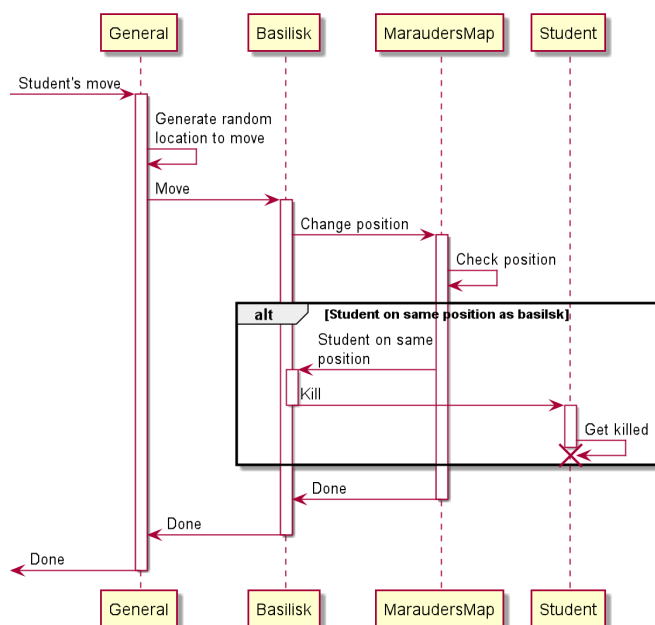 General
Basilisk
MaraudersMap
Student
Student's move
Generate random
location to move
Move
Change position
Check position
alt
[Student on same position as basilsk]
Student on same
position
Kill
Get killed
Done
Done
Done
General
Basilisk
MaraudersMap
Student